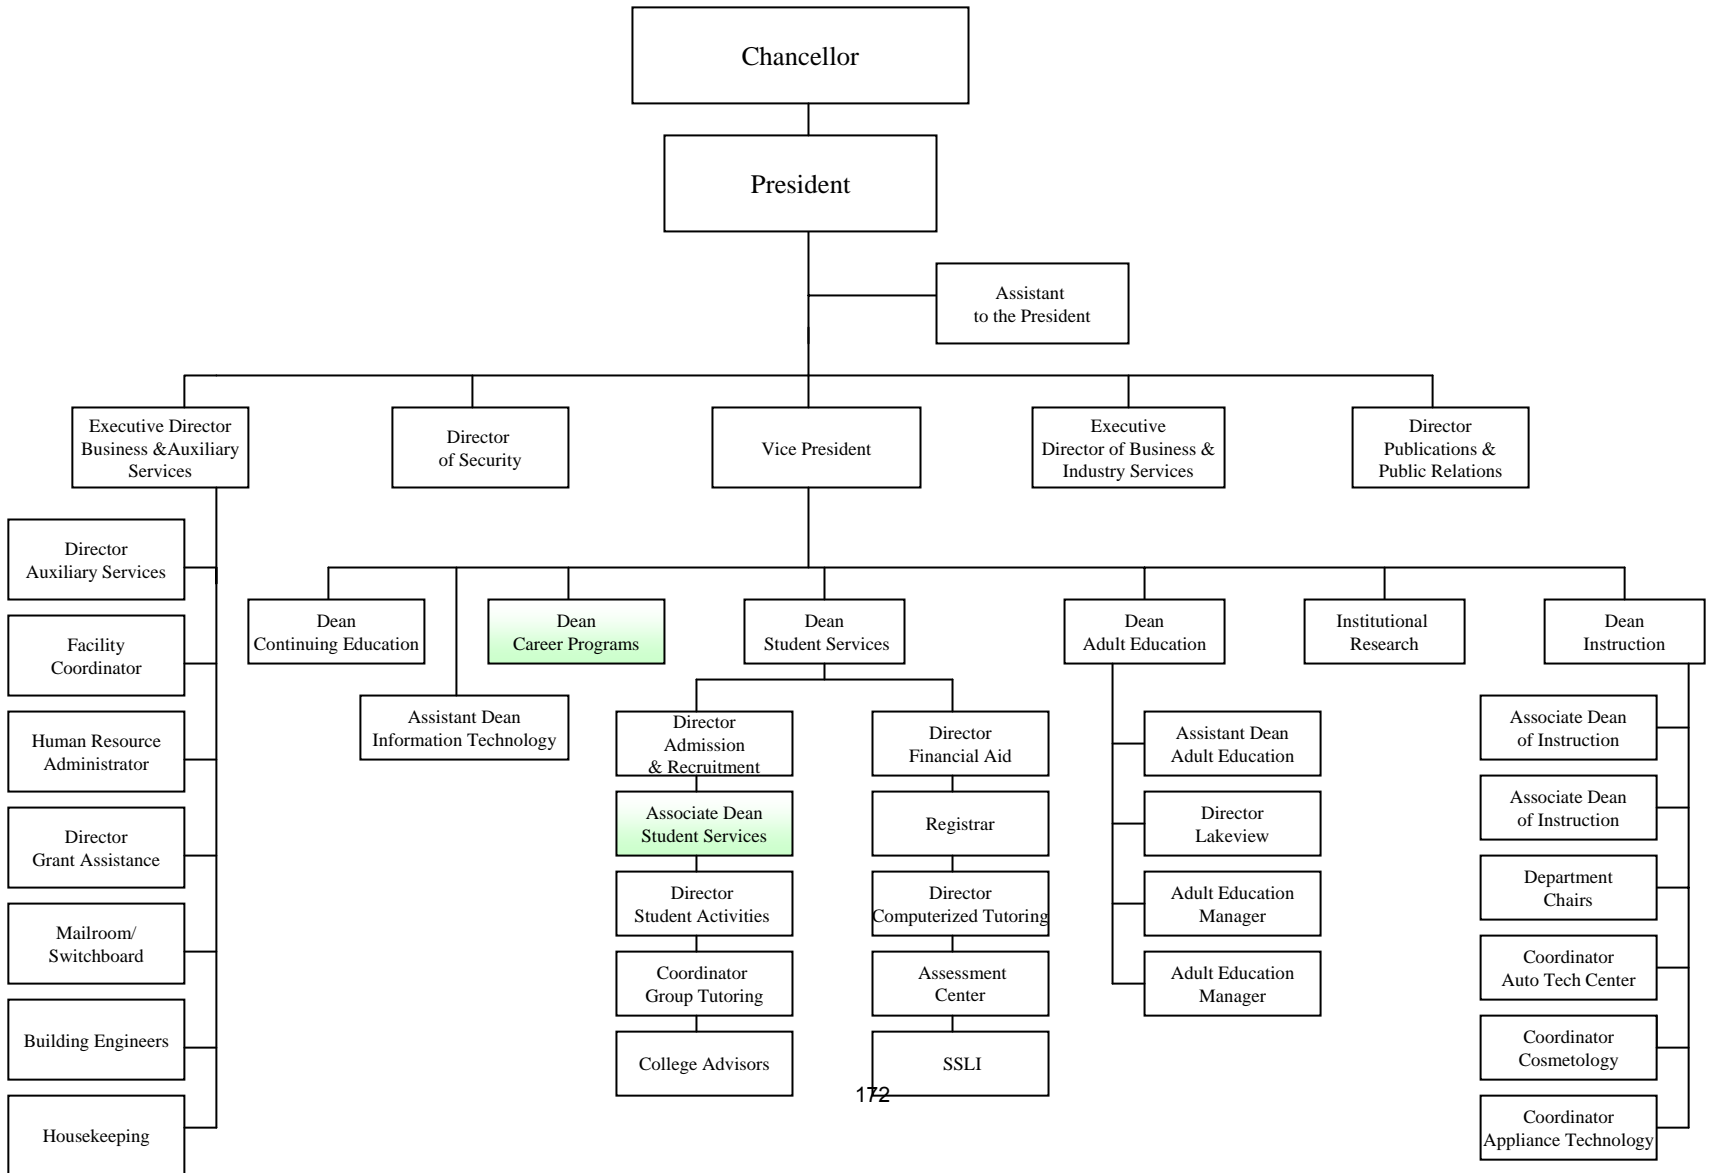 Chancellor
President
Assistant
to the President
Executive Director
Business &Auxiliary
Services
Director
of Security
Vice President
Executive
Director of Business &
Industry Services
Director
Publications &
Public Relations
Director
Auxiliary Services
Facility
Coordinator
Human Resource
Administrator
Director
Grant Assistance
Mailroom/
Switchboard
Building Engineers
Housekeeping
Dean
Continuing Education
Assistant Dean
Information Technology
Dean
Career Programs
Dean
Student Services
Director
Admission
& Recruitment
Associate Dean
Student Services
Director
Student Activities
Coordinator
Group Tutoring
College Advisors
Director
Financial Aid
Registrar
Director
Computerized Tutoring
Assessment
Center
SSLI
Dean
Adult Education
Assistant Dean
Adult Education
Director
Lakeview
Adult Education
Manager
Adult Education
Manager
Institutional
Research
Dean
Instruction
Associate Dean
of Instruction
Associate Dean
of Instruction
Department
Chairs
Coordinator
Auto Tech Center
Coordinator
Cosmetology
Coordinator
Appliance Technology
172